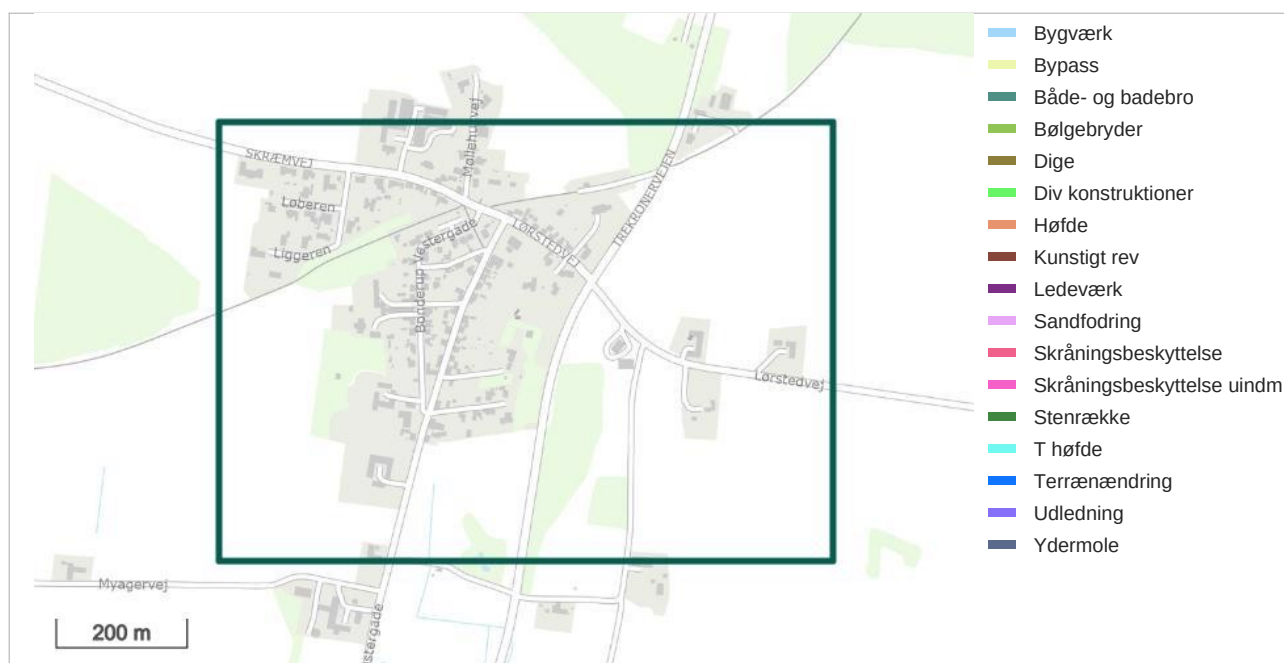 SKRÆMVEJ
Møllehusvej
TREKRONERVEJEN
Løberen
Liggeren
Bonderup Vestergade
LØRSTEDVEJ
Lørstedvej
Myagervej
stergade
200 m
Bygværk
Bypass
Både- og badebro
Bølgebryder
Dige
Div konstruktioner
Høfde
Kunstigt rev
Ledeværk
Sandfodring
Skråningsbeskyttelse
Skråningsbeskyttelse uindm
Stenrække
T høfde
Terrænændring
Udledning
Ydermole